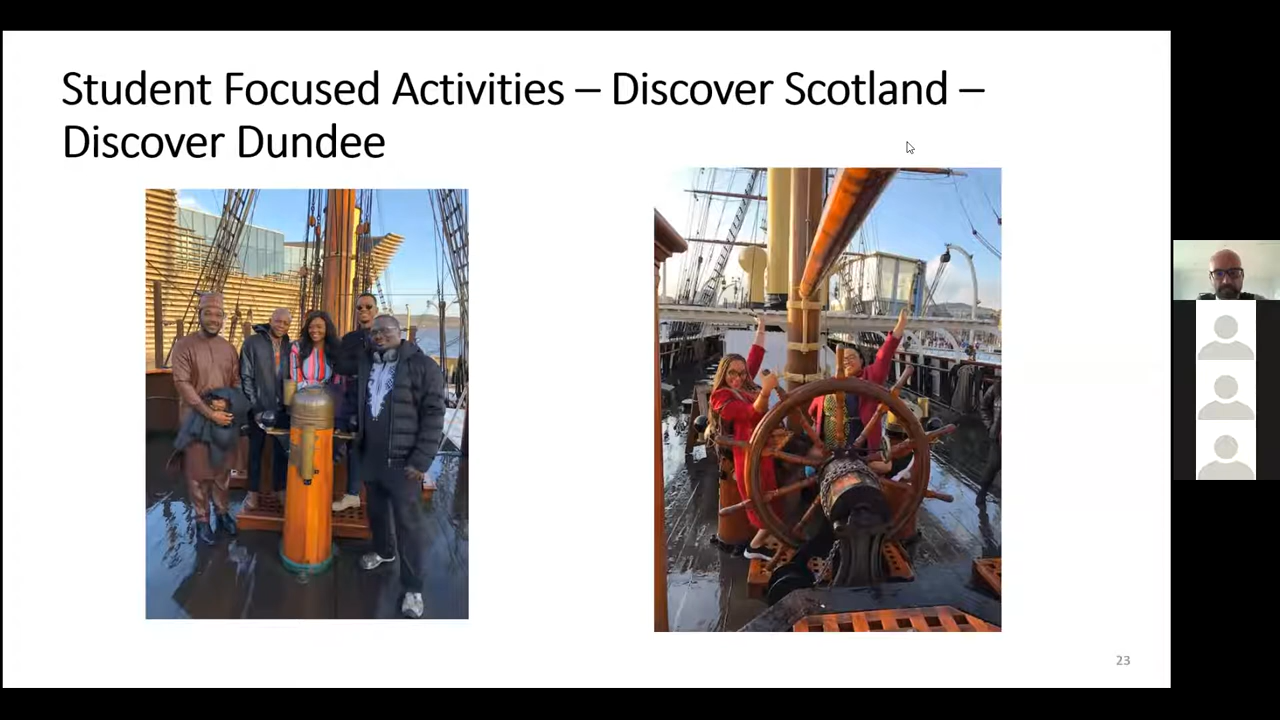 Student Focused Activities – Discover Scotland –
Discover Dundee
23